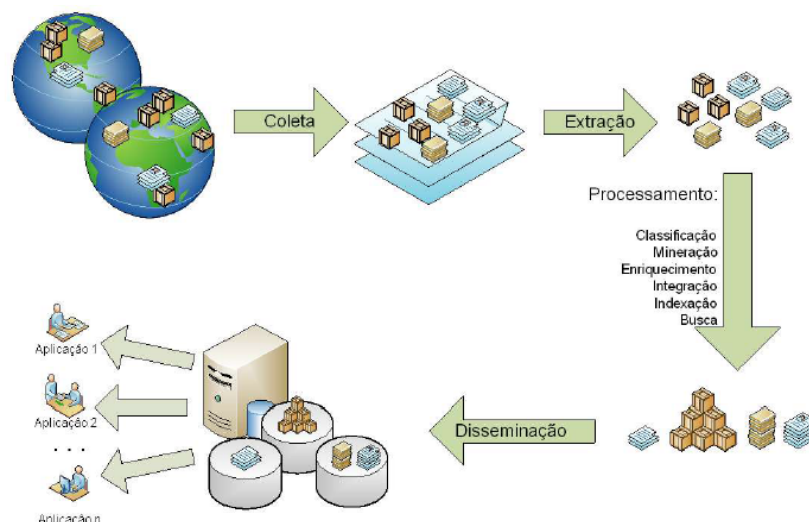 Coleta
Extração
Processamento:
Classificação
Mineração
Enriquecimento
Integração
Indexação
Busca
Disseminação
Aplicação 1
Aplicação 2
. . .
Aplicação n